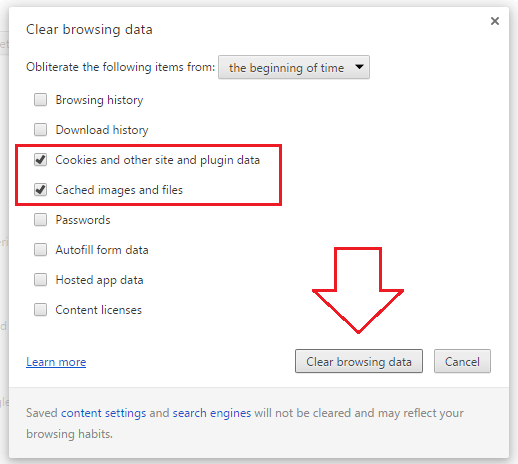 Clear browsing data
Obliterate the following items from: the beginning of time
Browsing history
Download history
Cookies and other site and plugin data
Cached images and files
Passwords
Autofill form data
Hosted app data
Content licenses
Learn more
Clear browsing data
Cancel
Saved content settings and search engines will not be cleared and may reflect your
browsing habits.